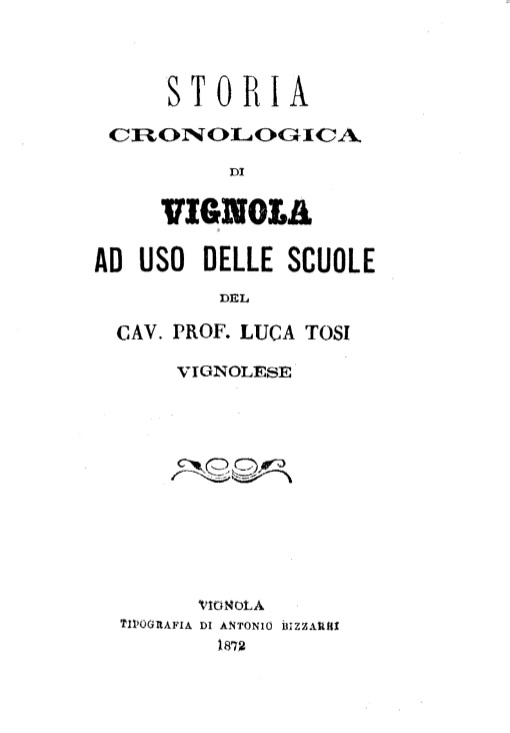 STORIA
CRONOLOGICA
DI
VIGNOLA
AD USO DELLE SCUOLE
DEL
CAV. PROF. LUCA TOSI
VIGNOLESE
VIGNOLA
TIPOGRAFIA DI ANTONIO BIZZARRI
1872